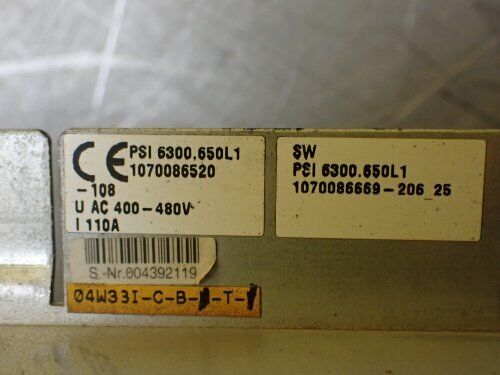 CE PSI 6300.650L1
1070086520
-108
U AC 400-480V
I 110A
S.-Nr.004392119
04W33I-C-B- -T-
SW
PSI 6300.650L1
1070086669-206 25